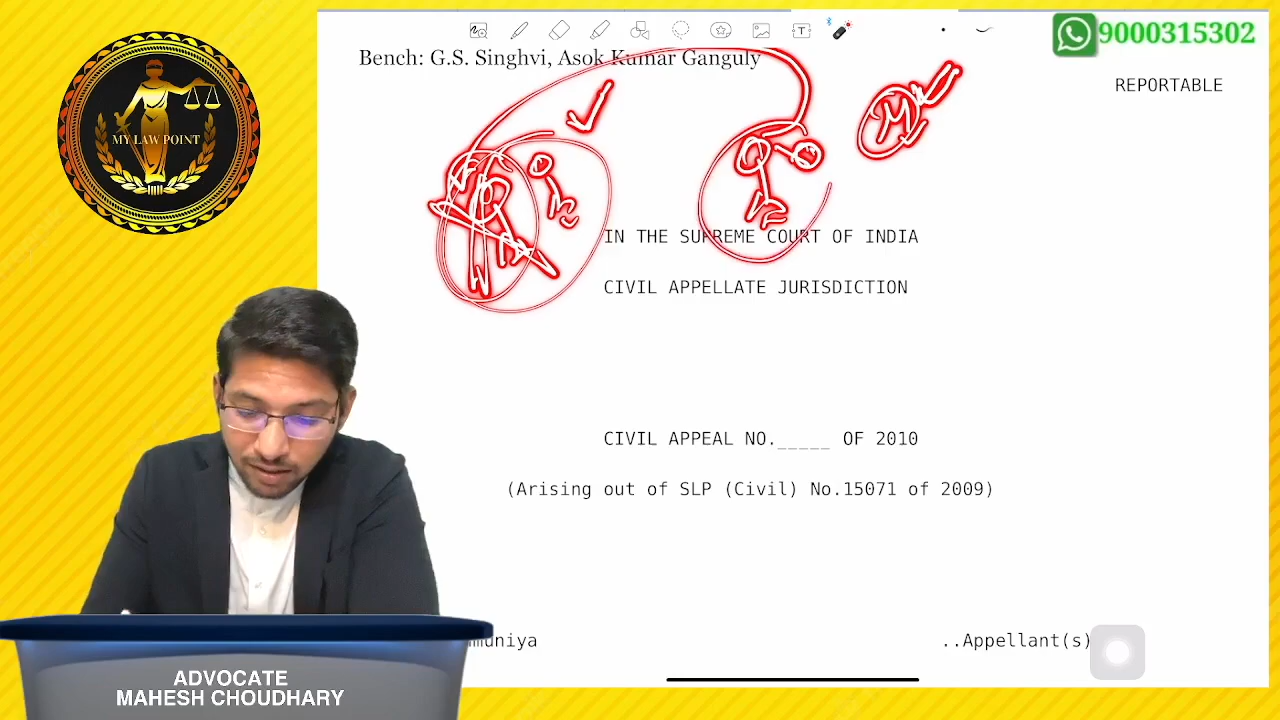 9000315302
Bench: G.S. Singhvi, Asok Kumar Ganguly
REPORTABLE
MY LAW POINT
IN THE SUPREME COURT OF INDIA
CIVIL APPELLATE JURISDICTION
CIVIL APPEAL NO._____ OF 2010
(Arising out of SLP (Civil) No.15071 of 2009)
muniya ..Appellant(s)
ADVOCATE
MAHESH CHOUDHARY